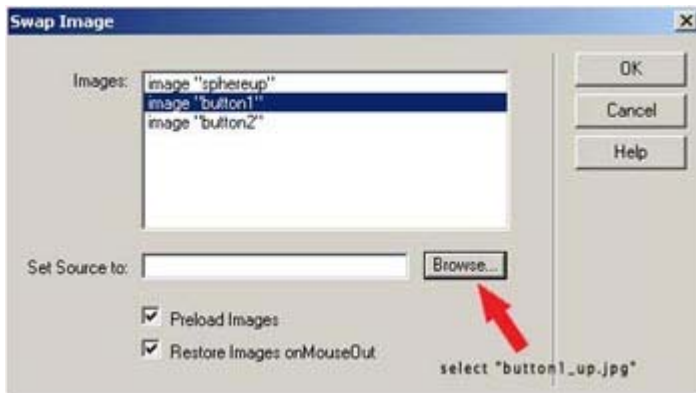 Swap Image
Images:
image "sphereup"
image "button1"
image "button2"
OK
Cancel
Help
Set Source to:
Browse...
Preload Images
Restore Images onMouseOut
select "button1_up.jpg"